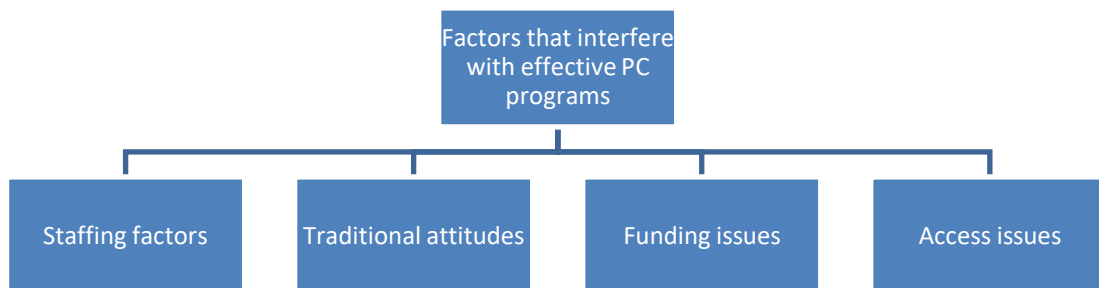 Factors that interfere
with effective PC
programs
Staffing factors
Traditional attitudes
Funding issues
Access issues